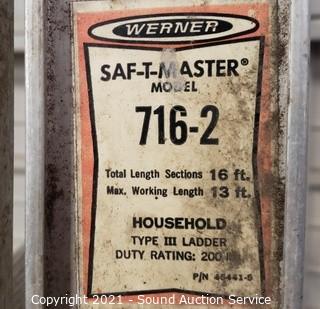 WERNER
SAF-T-MASTER®
MODEL
716-2
Total Length Sections 16 ft.
Max. Working Length 13 ft.
HOUSEHOLD
TYPE III LADDER
DUTY RATING: 200
P/N
Copyright 2021 - Sound Auction Service